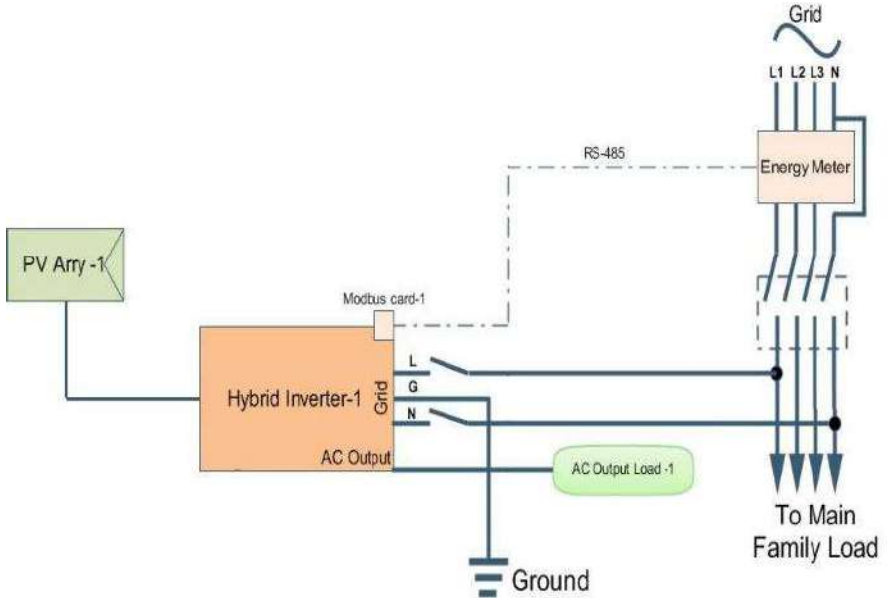 Grid
L1 L2 L3 N
RS-485
Energy Meter
PV Arry -1
Modbus card-1
L
Hybrid Inverter-1
Grid
G
N
AC Output
AC Output Load -1
To Main
Family Load
Ground